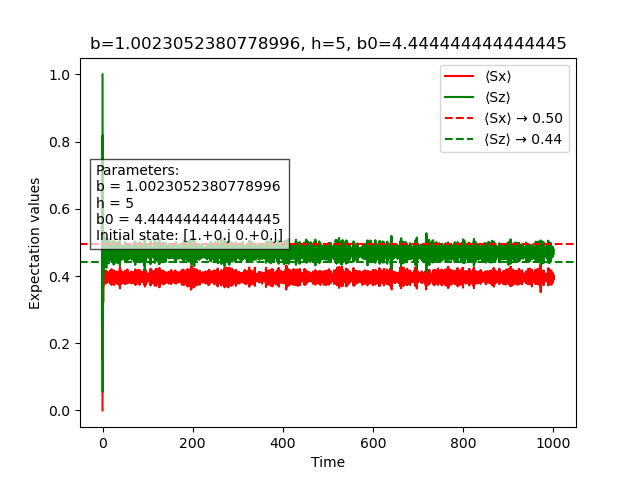 b=1.0023052380778996, h=5, b0=4.444444444444445
⟨Sx⟩
⟨Sz⟩
⟨Sx⟩ → 0.50
⟨Sz⟩ → 0.44
Parameters:
b = 1.0023052380778996
h = 5
b0 = 4.444444444444445
Initial state: [1.+0.j 0.+0.j]
Expectation values
1.0
0.8
0.6
0.4
0.2
0.0
0
200
400
600
800
1000
Time